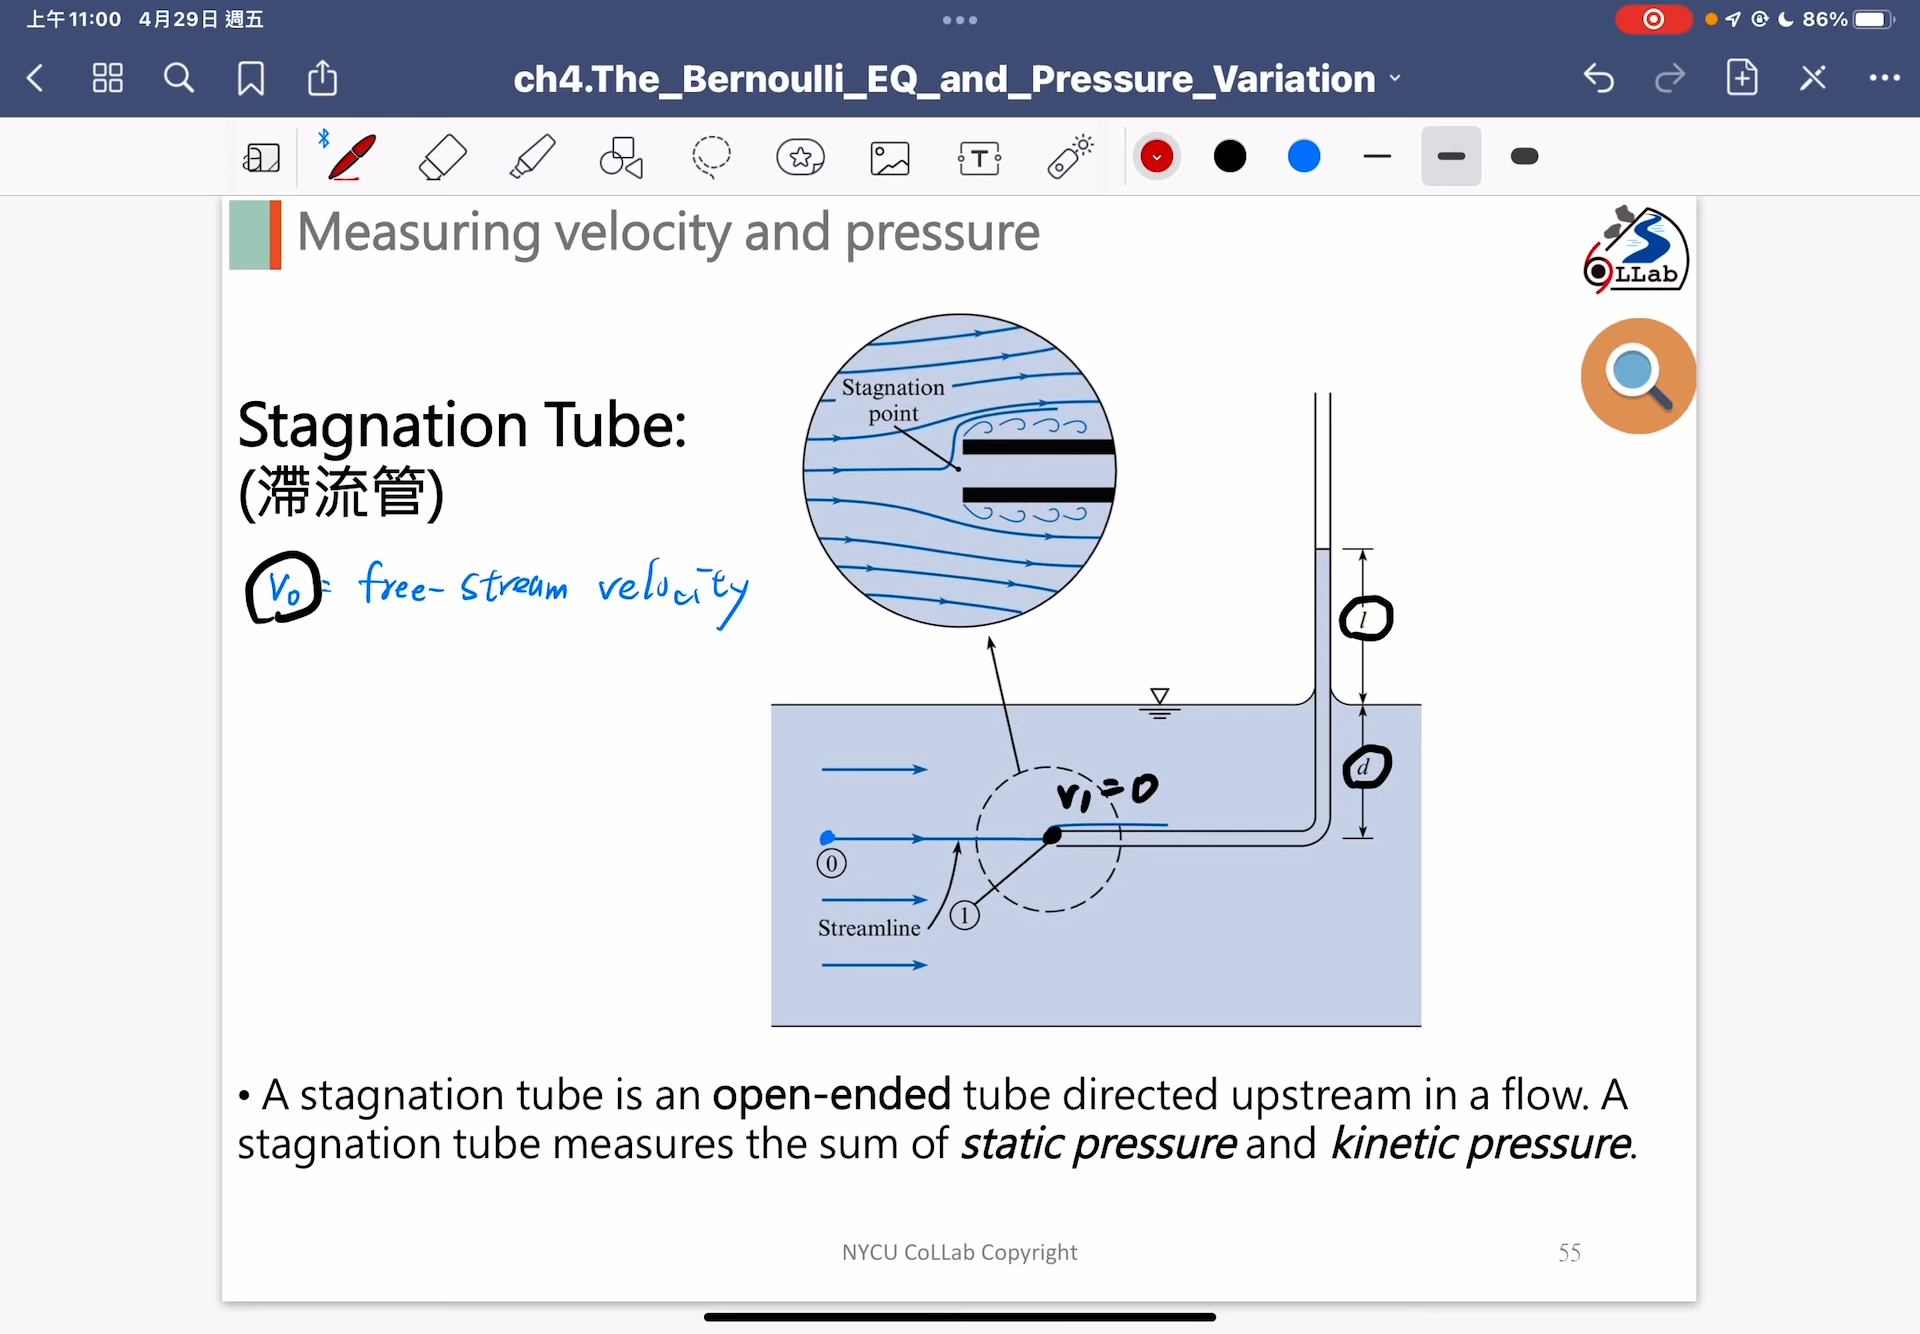 上午11:00 4月29日 週五
86%
ch4.The_Bernoulli_EQ_and_Pressure_Variation
Measuring velocity and pressure
LLab
Stagnation
point
Stagnation Tube:
(滯流管)
V₀ = free-stream velocity
l
d
v₁=0
0
1
Streamline
• A stagnation tube is an open-ended tube directed upstream in a flow. A
stagnation tube measures the sum of static pressure and kinetic pressure.
NYCU CoLLab Copyright
55